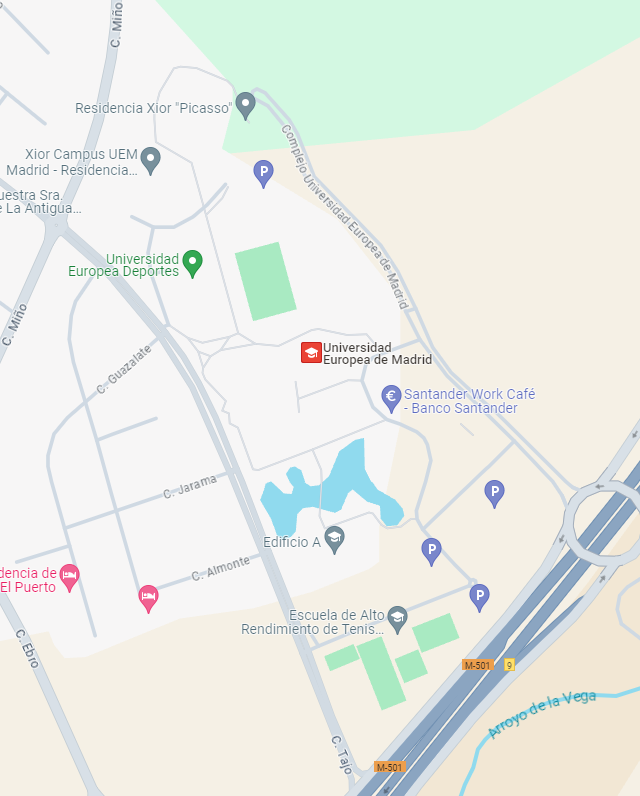 C. Miño
Residencia Xior "Picasso"
Xior Campus UEM
Madrid - Residencia...
Complejo Universidad Europea de Madrid
P
uestra Sra.
e La Antigua...
Universidad
Europea Deportes
C. Miño
C. Guazalate
Universidad
Europea de Madrid
€
Santander Work Café
- Banco Santander
C. Jarama
P
Edificio A
P
C. Almonte
dencia de
El Puerto
P
Escuela de Alto
Rendimiento de Tenis...
C. Ebro
M-501
9
Arroyo de la Vega
C. Tajo
M-501